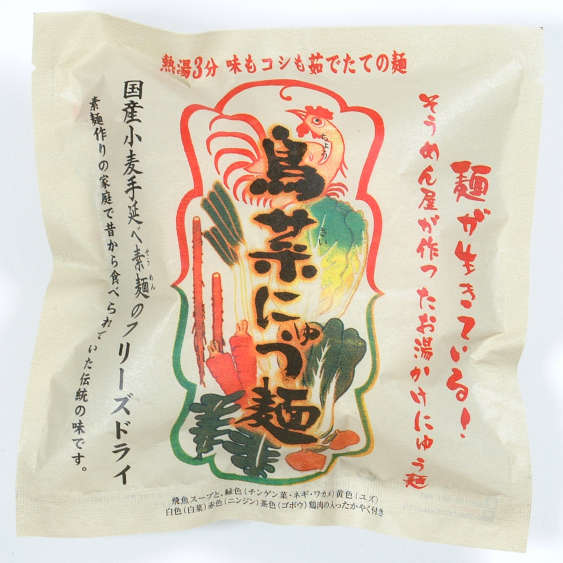 熱湯3分 味もコシも茹でたての麺
麺が生きている!
そうめん屋が作ったお湯かけにゅう麺
鳥菜にゅう麺
国産小麦手延べ素麺のフリーズドライ
素麺作りの家庭で昔から食べられていた伝統の味です。
飛魚スープと、緑色(チンゲン菜・ネギ・ワカメ)黄色(ユズ)
白色(白菜)赤色(ニンジン)茶色(ゴボウ)鶏肉の入ったかやく付き